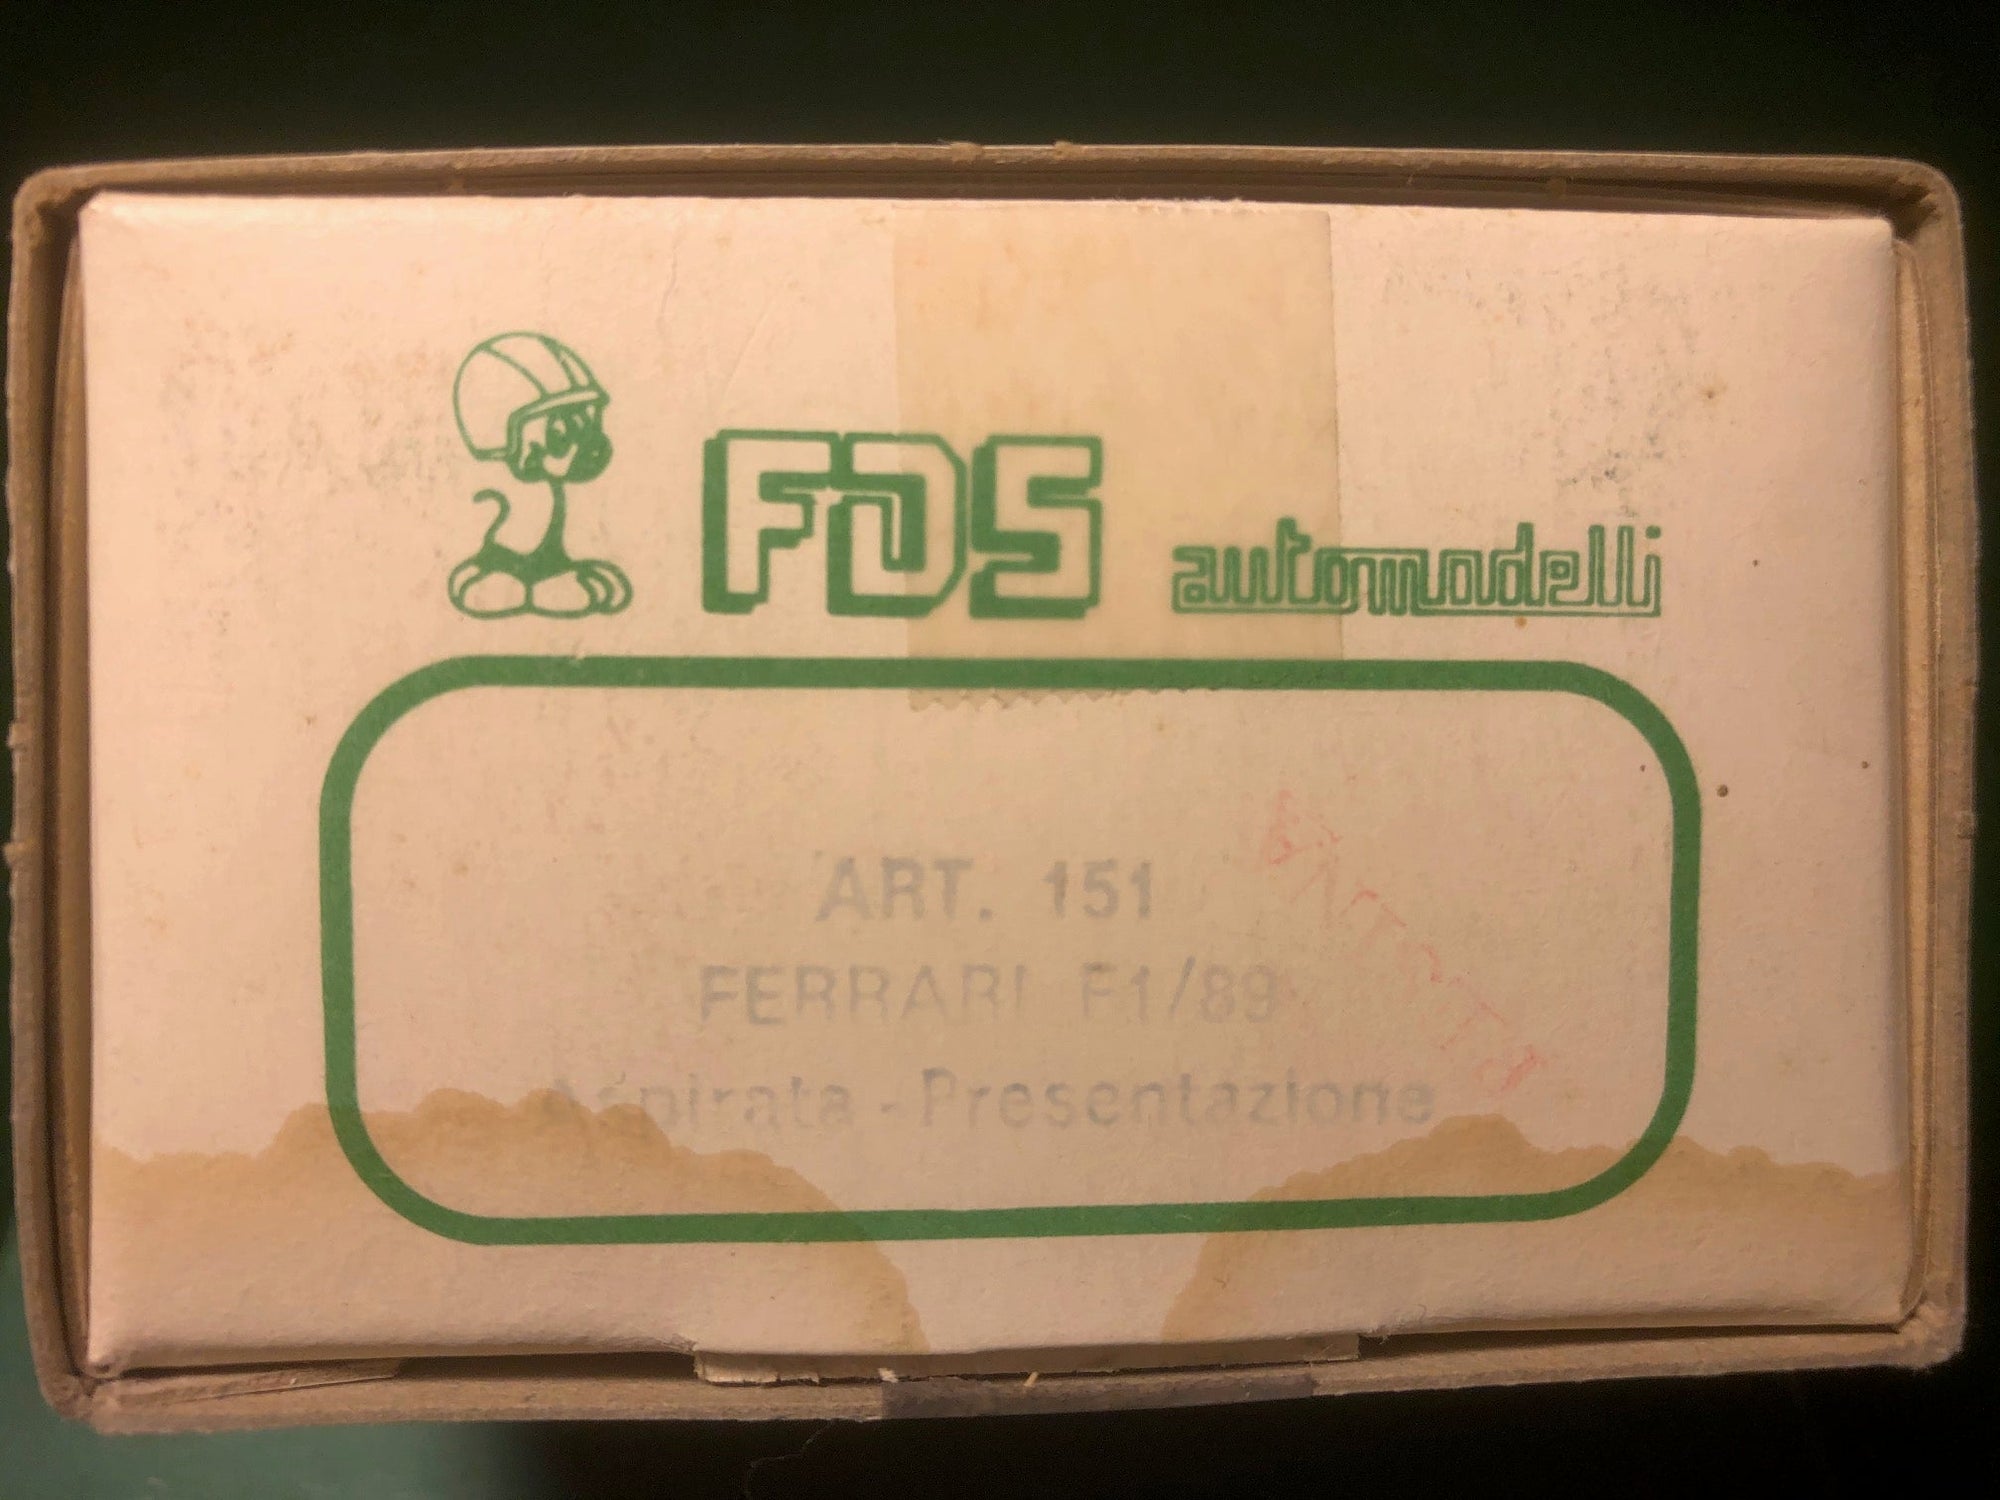 FDS automodelli
ART. 151
FERRARI F1/89
Aspirata - Presentazione